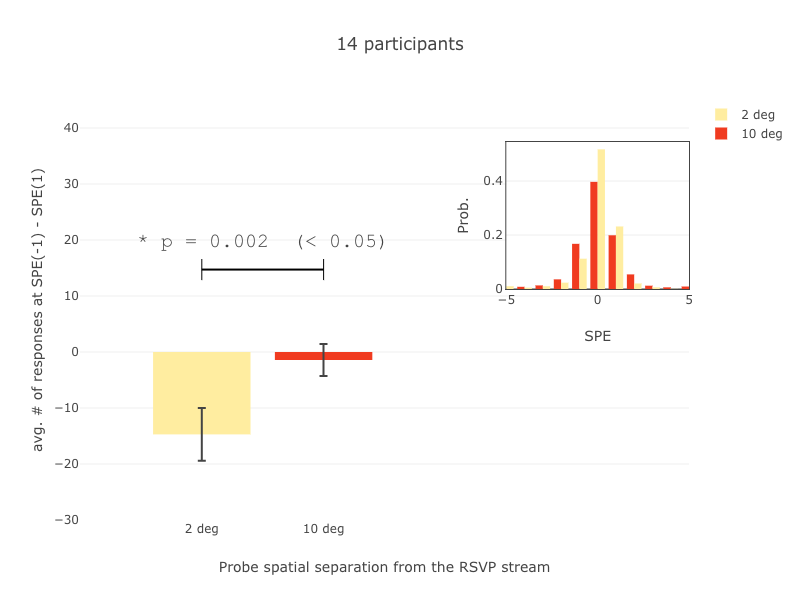 14 participants
2 deg
10 deg
avg. # of responses at SPE(-1) - SPE(1)
40
30
20
10
0
−10
−20
−30
* p = 0.002  (< 0.05)
Prob.
0.4
0.2
0
−5
0
5
SPE
2 deg
10 deg
Probe spatial separation from the RSVP stream